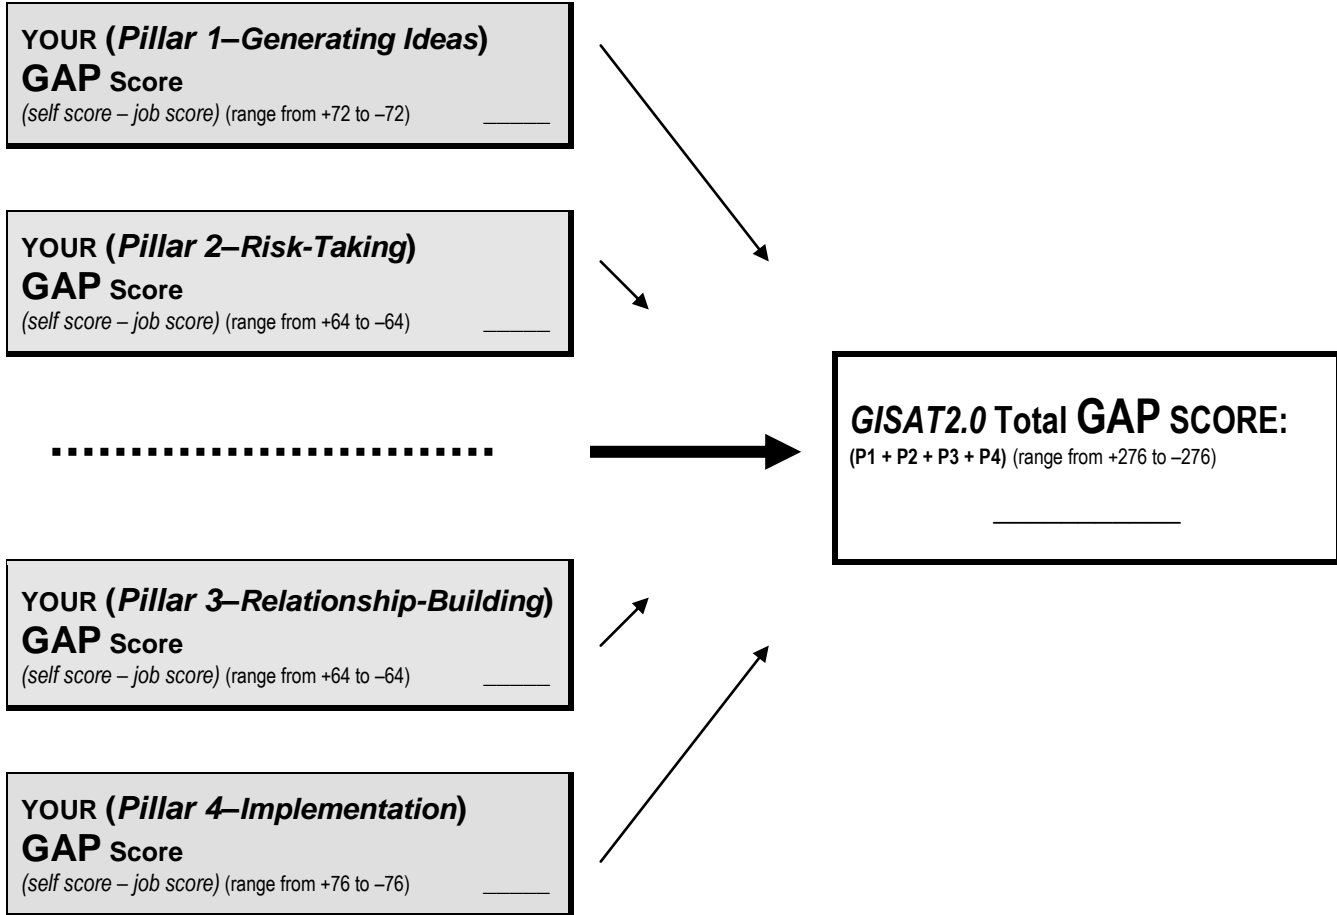 YOUR (Pillar 1–Generating Ideas)
GAP Score
(self score – job score) (range from +72 to –72) _____
YOUR (Pillar 2–Risk-Taking)
GAP Score
(self score – job score) (range from +64 to –64) _____
GISAT2.0 Total GAP SCORE:
(P1 + P2 + P3 + P4) (range from +276 to –276)
______________
YOUR (Pillar 3–Relationship-Building)
GAP Score
(self score – job score) (range from +64 to –64) _____
YOUR (Pillar 4–Implementation)
GAP Score
(self score – job score) (range from +76 to –76) _____